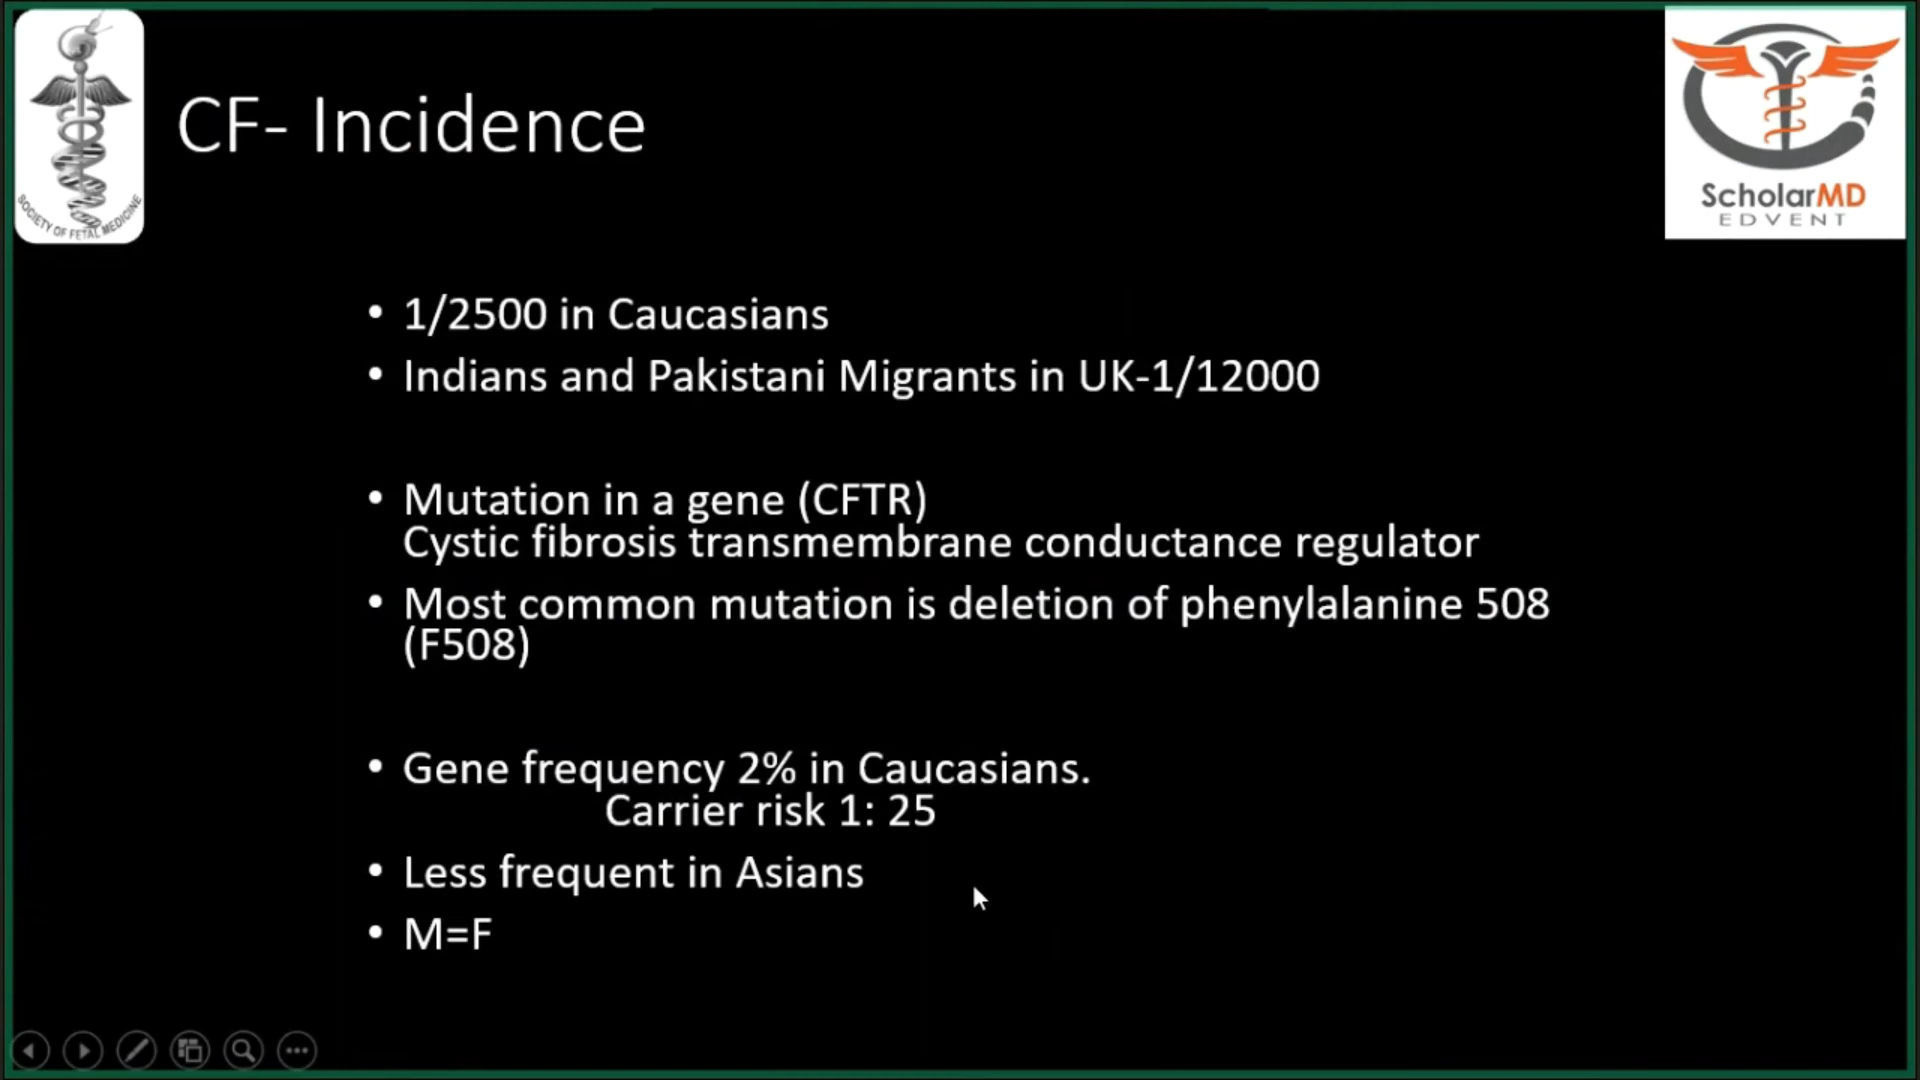 SOCIETY OF FETAL MEDICINE
CF- Incidence
ScholarMD
EDVENT
• 1/2500 in Caucasians
• Indians and Pakistani Migrants in UK-1/12000
• Mutation in a gene (CFTR)
Cystic fibrosis transmembrane conductance regulator
• Most common mutation is deletion of phenylalanine 508
(F508)
• Gene frequency 2% in Caucasians.
Carrier risk 1: 25
• Less frequent in Asians
• M=F